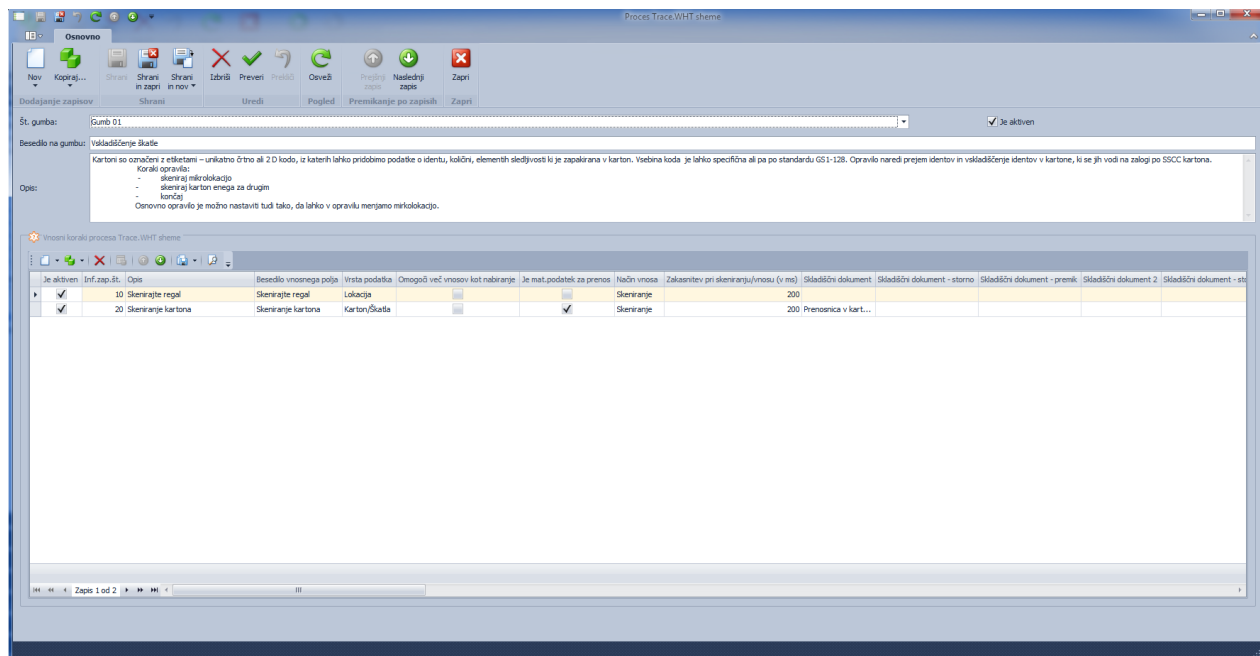 Proces Trace.WHT sheme
Osnovno
Nov
Kopiraj...
Shrani
Shrani in zapri
Shrani in nov
Izbriši
Preveri
Prekliči
Osveži
Prejšnji zapis
Naslednji zapis
Zapri
Dodajanje zapisov
Shrani
Uredi
Pogled
Premikanje po zapisih
Zapri
Št. gumba: Gumb 01
Je aktiven
Besedilo na gumbu: Vskladiščenje škatle
Opis:
Kartoni so označeni z etiketami – unikatno črtno ali 2 D kodo, iz katerih lahko pridobimo podatke o identu, količni, elementih sledljivosti ki je zapakirana v karton. Vsebina koda je lahko specifična ali pa po standardu GS1-128. Opravilo naredi prejem identov in vskladiščenje identov v kartone, ki se jih vodi na zalogi po SSCC kartona.
Koraki opravila:
- skeniraj mikrolokacijo
- skeniraj karton enega za drugim
- končaj
Osnovno opravilo je možno nastaviti tudi tako, da lahko v opravilu menjamo mirkolokacijo.
Vnosni koraki procesa Trace.WHT sheme
Je aktiven Inf.zap.št. Opis Besedilo vnosnega polja Vrsta podatka Omogoči več vnosov kot nabiranje Je mat.podatek za prenos Način vnosa Zakasnitev pri skeniranju/vnosu (v ms) Skladiščni dokument Skladiščni dokument - storno Skladiščni dokument - premik Skladiščni dokument 2 Skladiščni dokument - sto
10 Skenirajte regal Skenirajte regal Lokacija Skeniranje 200
20 Skeniranje kartona Skeniranje kartona Karton/Škatla Skeniranje 200 Prenosnica v kart...
Zapis 1 od 2